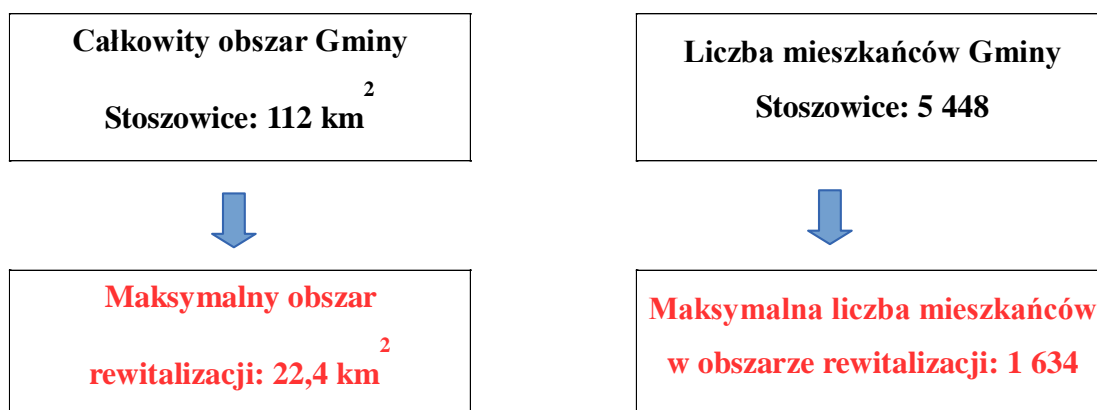 Całkowity obszar Gminy
Stoszowice: 112 km²
Liczba mieszkańców Gminy
Stoszowice: 5 448
Maksymalny obszar
rewitalizacji: 22,4 km²
Maksymalna liczba mieszkańców
w obszarze rewitalizacji: 1 634